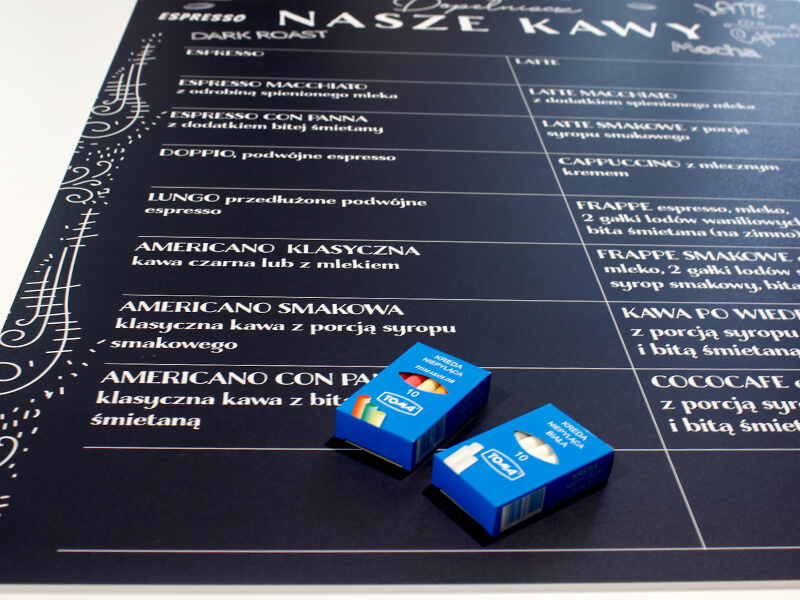 Dopełniacz
ESPRESSO
NASZE KAWY
LATTE
DARK ROAST
Mocha
ESPRESSO
ESPRESSO MACCHIATO
z odrobiną spienionego mleka
ESPRESSO CON PANNA
z dodatkiem bitej śmietany
DOPPIO, podwójne espresso
LUNGO przedłużone podwójne
espresso
AMERICANO KLASYCZNA
kawa czarna lub z mlekiem
AMERICANO SMAKOWA
klasyczna kawa z porcją syropu
smakowego
AMERICANO CON
klasyczna kawa z
śmietaną
LATTE
LATTE MACCHIATO
z dodatkiem spienionego mleka
LATTE SMAKOWE z porcją
syropu smakowego
CAPPUCCINO z mlecznym
kremem
FRAPPE espresso, mleko,
2 gałki lodów waniliowych
bita śmietana (na zimno)
FRAPPE SMAKOWE
mleko, 2 gałki lodów
syrop smakowy, bita
KAWA PO
z porcją syropu
i bitą śmietaną
COCOCAFE
z porcją
i bitą
KREDA
NIEPYLĄCA
TOMAKOLOR
10
TOMA
KREDA
NIEPYLĄCA
BIAŁA
10
TOMA